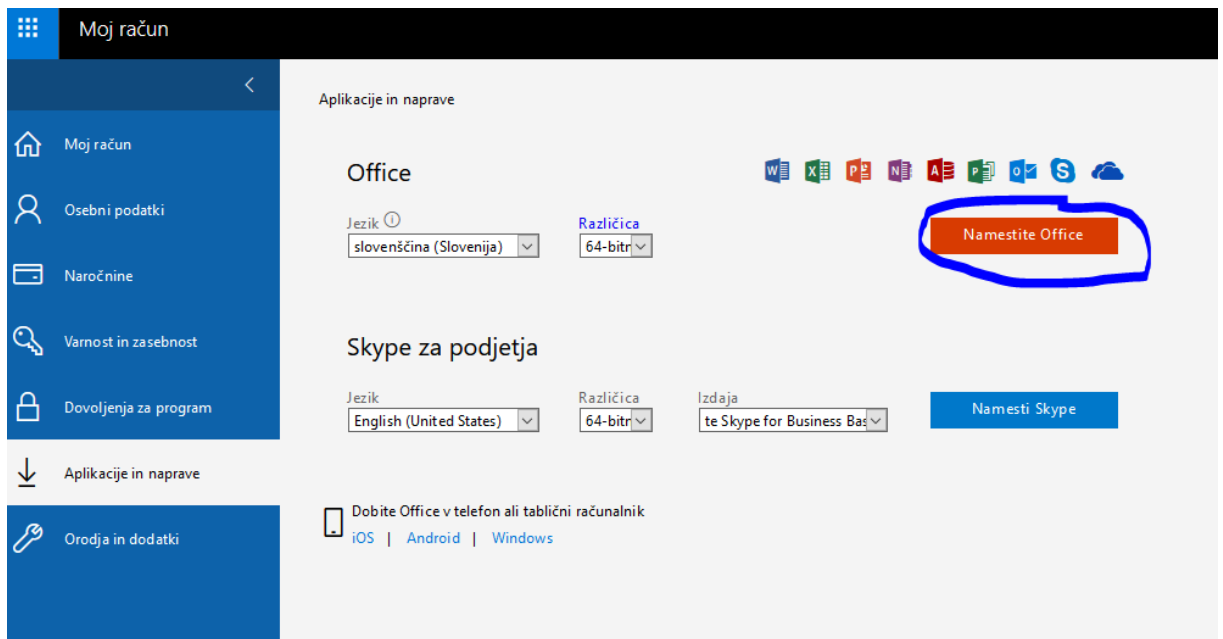 Moj račun
Aplikacije in naprave
Moj račun
Osebni podatki
Naročnine
Varnost in zasebnost
Dovoljenja za program
Aplikacije in naprave
Orodja in dodatki
Office
W X P N A P O S
Jezik Različica
slovenščina (Slovenija) 64-bitr
Namestite Office
Skype za podjetja
Jezik Različica Izdaja
English (United States) 64-bitr te Skype for Business Bas
Namesti Skype
Dobite Office v telefon ali tablični računalnik
iOS | Android | Windows